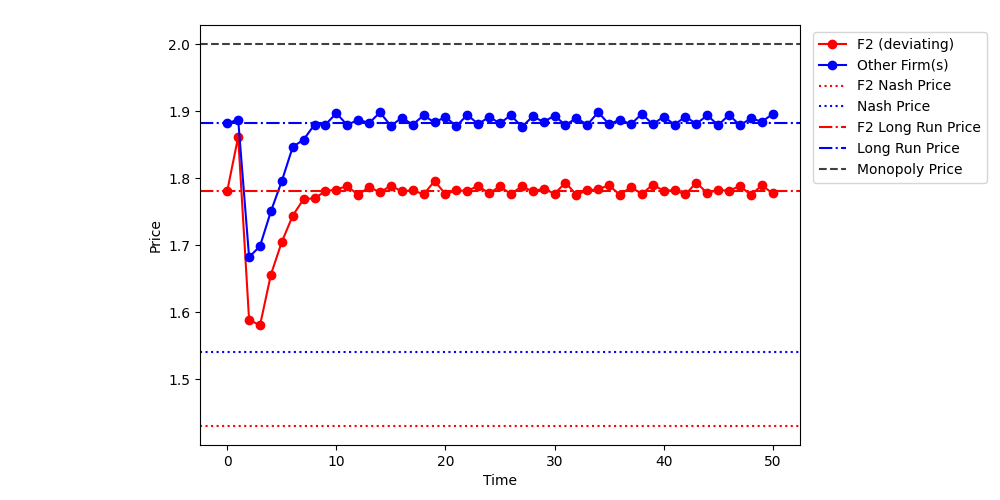 2.0
1.9
1.8
1.7
1.6
1.5
Price
0 10 20 30 40 50
Time
F2 (deviating)
Other Firm(s)
F2 Nash Price
Nash Price
F2 Long Run Price
Long Run Price
Monopoly Price